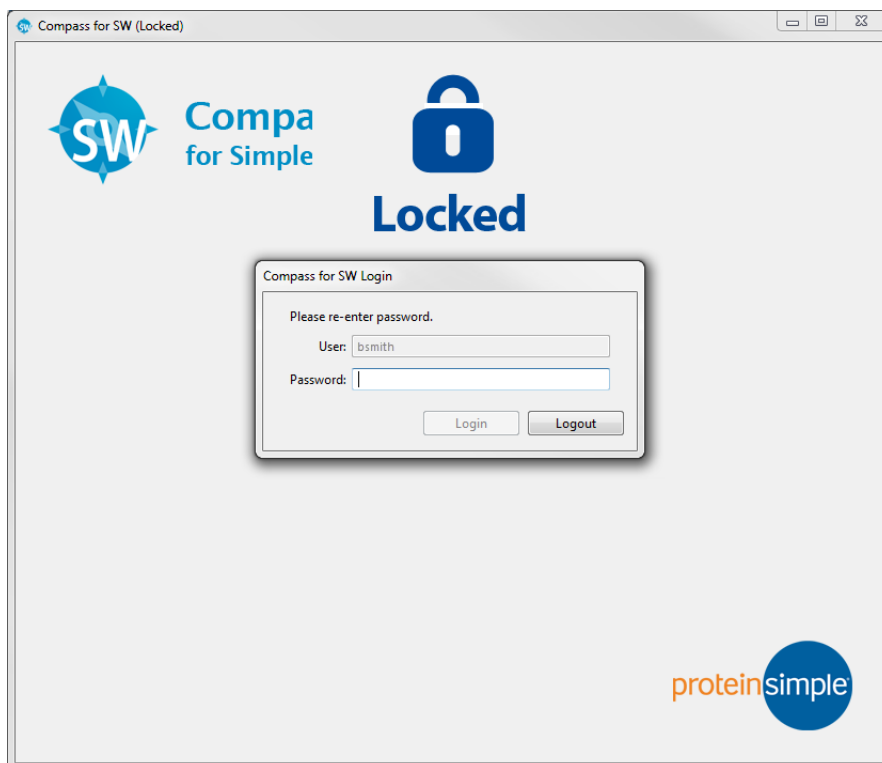 Compass for SW (Locked)
SW
Compa
for Simple
Locked
Compass for SW Login
Please re-enter password.
User: bsmith
Password:
Login Logout
proteinsimple